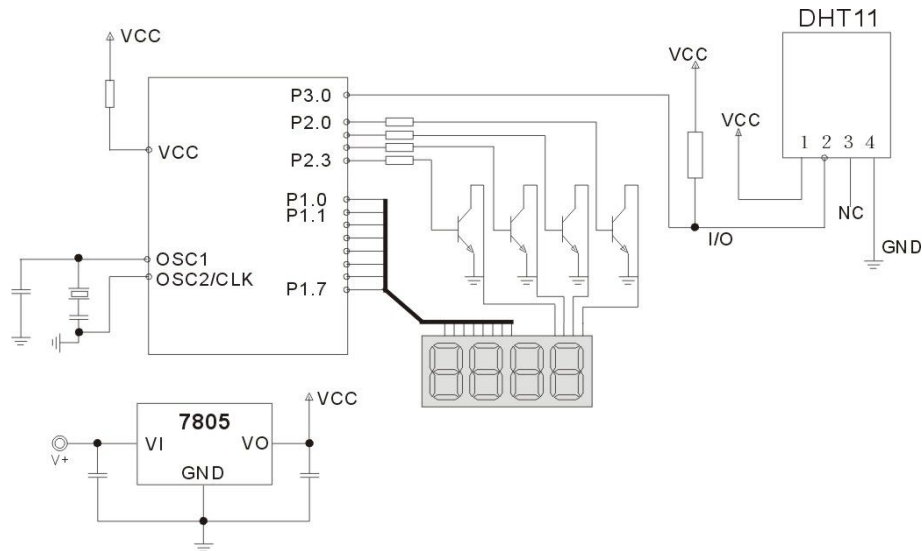 DHT11
VCC
VCC
P3.0
P2.0
VCC
VCC
P2.3
1 2 3 4
P1.0
P1.1
NC
I/O
GND
OSC1
OSC2/CLK
P1.7
VCC
7805
VI
VO
V+
GND